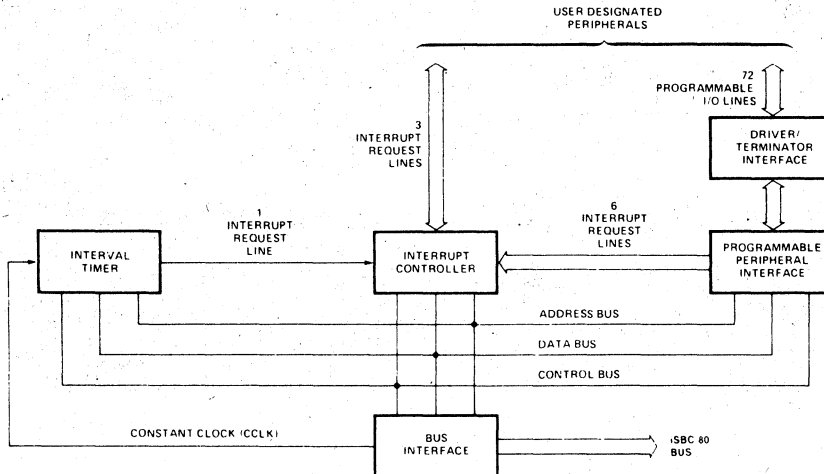 USER DESIGNATED
PERIPHERALS
72
PROGRAMMABLE
I/O LINES
3
INTERRUPT
REQUEST
LINES
DRIVER/
TERMINATOR
INTERFACE
1
INTERRUPT
REQUEST
LINE
6
INTERRUPT
REQUEST
LINES
INTERVAL
TIMER
INTERRUPT
CONTROLLER
PROGRAMMABLE
PERIPHERAL
INTERFACE
ADDRESS BUS
DATA BUS
CONTROL BUS
CONSTANT CLOCK (CCLK)
BUS
INTERFACE
iSBC 80
BUS